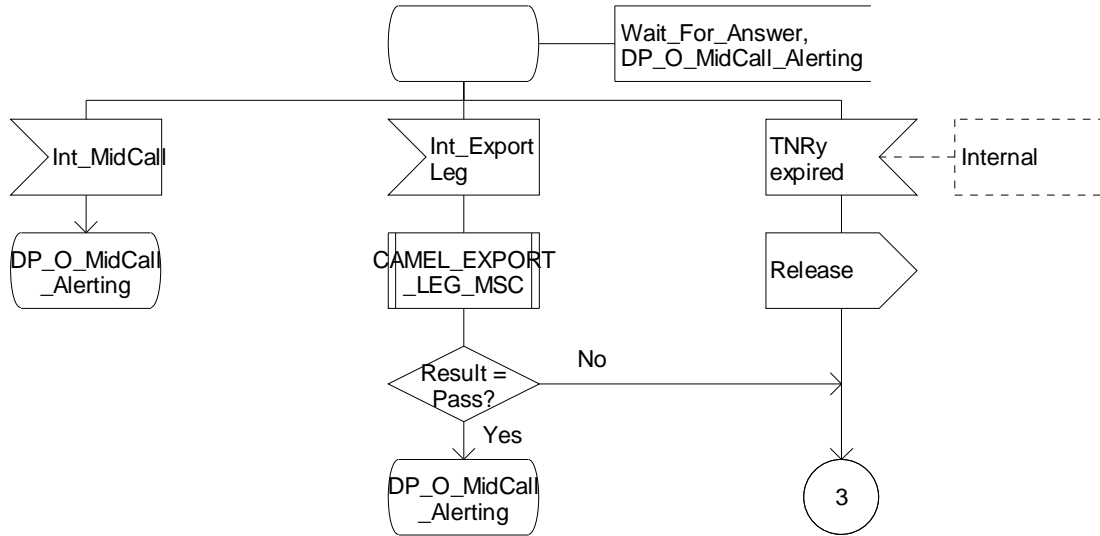 Wait_For_Answer,
DP_O_MidCall_Alerting
Int_MidCall
Int_Export
Leg
TNRy
expired
Internal
DP_O_MidCall
_Alerting
CAMEL_EXPORT
_LEG_MSC
Release
Result =
Pass?
No
Yes
DP_O_MidCall
_Alerting
3